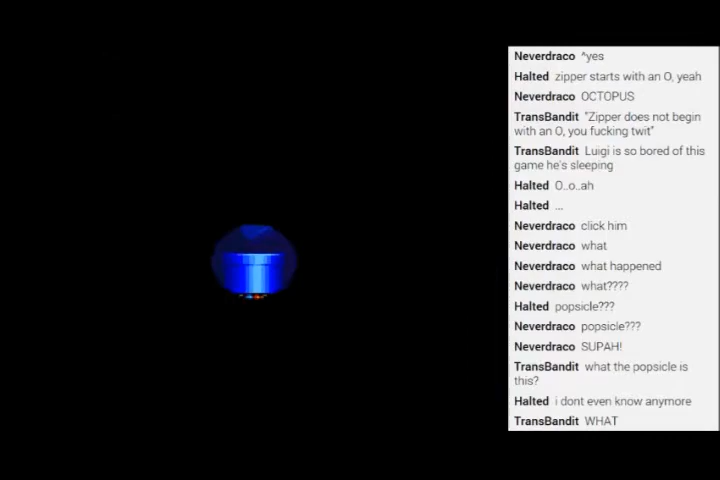 Neverdraco ^yes
Halted zipper starts with an O, yeah
Neverdraco OCTOPUS
TransBandit "Zipper does not begin
with an O, you fucking twit"
TransBandit Luigi is so bored of this
game he's sleeping
Halted O..o..ah
Halted ...
Neverdraco click him
Neverdraco what
Neverdraco what happened
Neverdraco what????
Halted popsicle???
Neverdraco popsicle???
Neverdraco SUPAH!
TransBandit what the popsicle is
this?
Halted i dont even know anymore
TransBandit WHAT